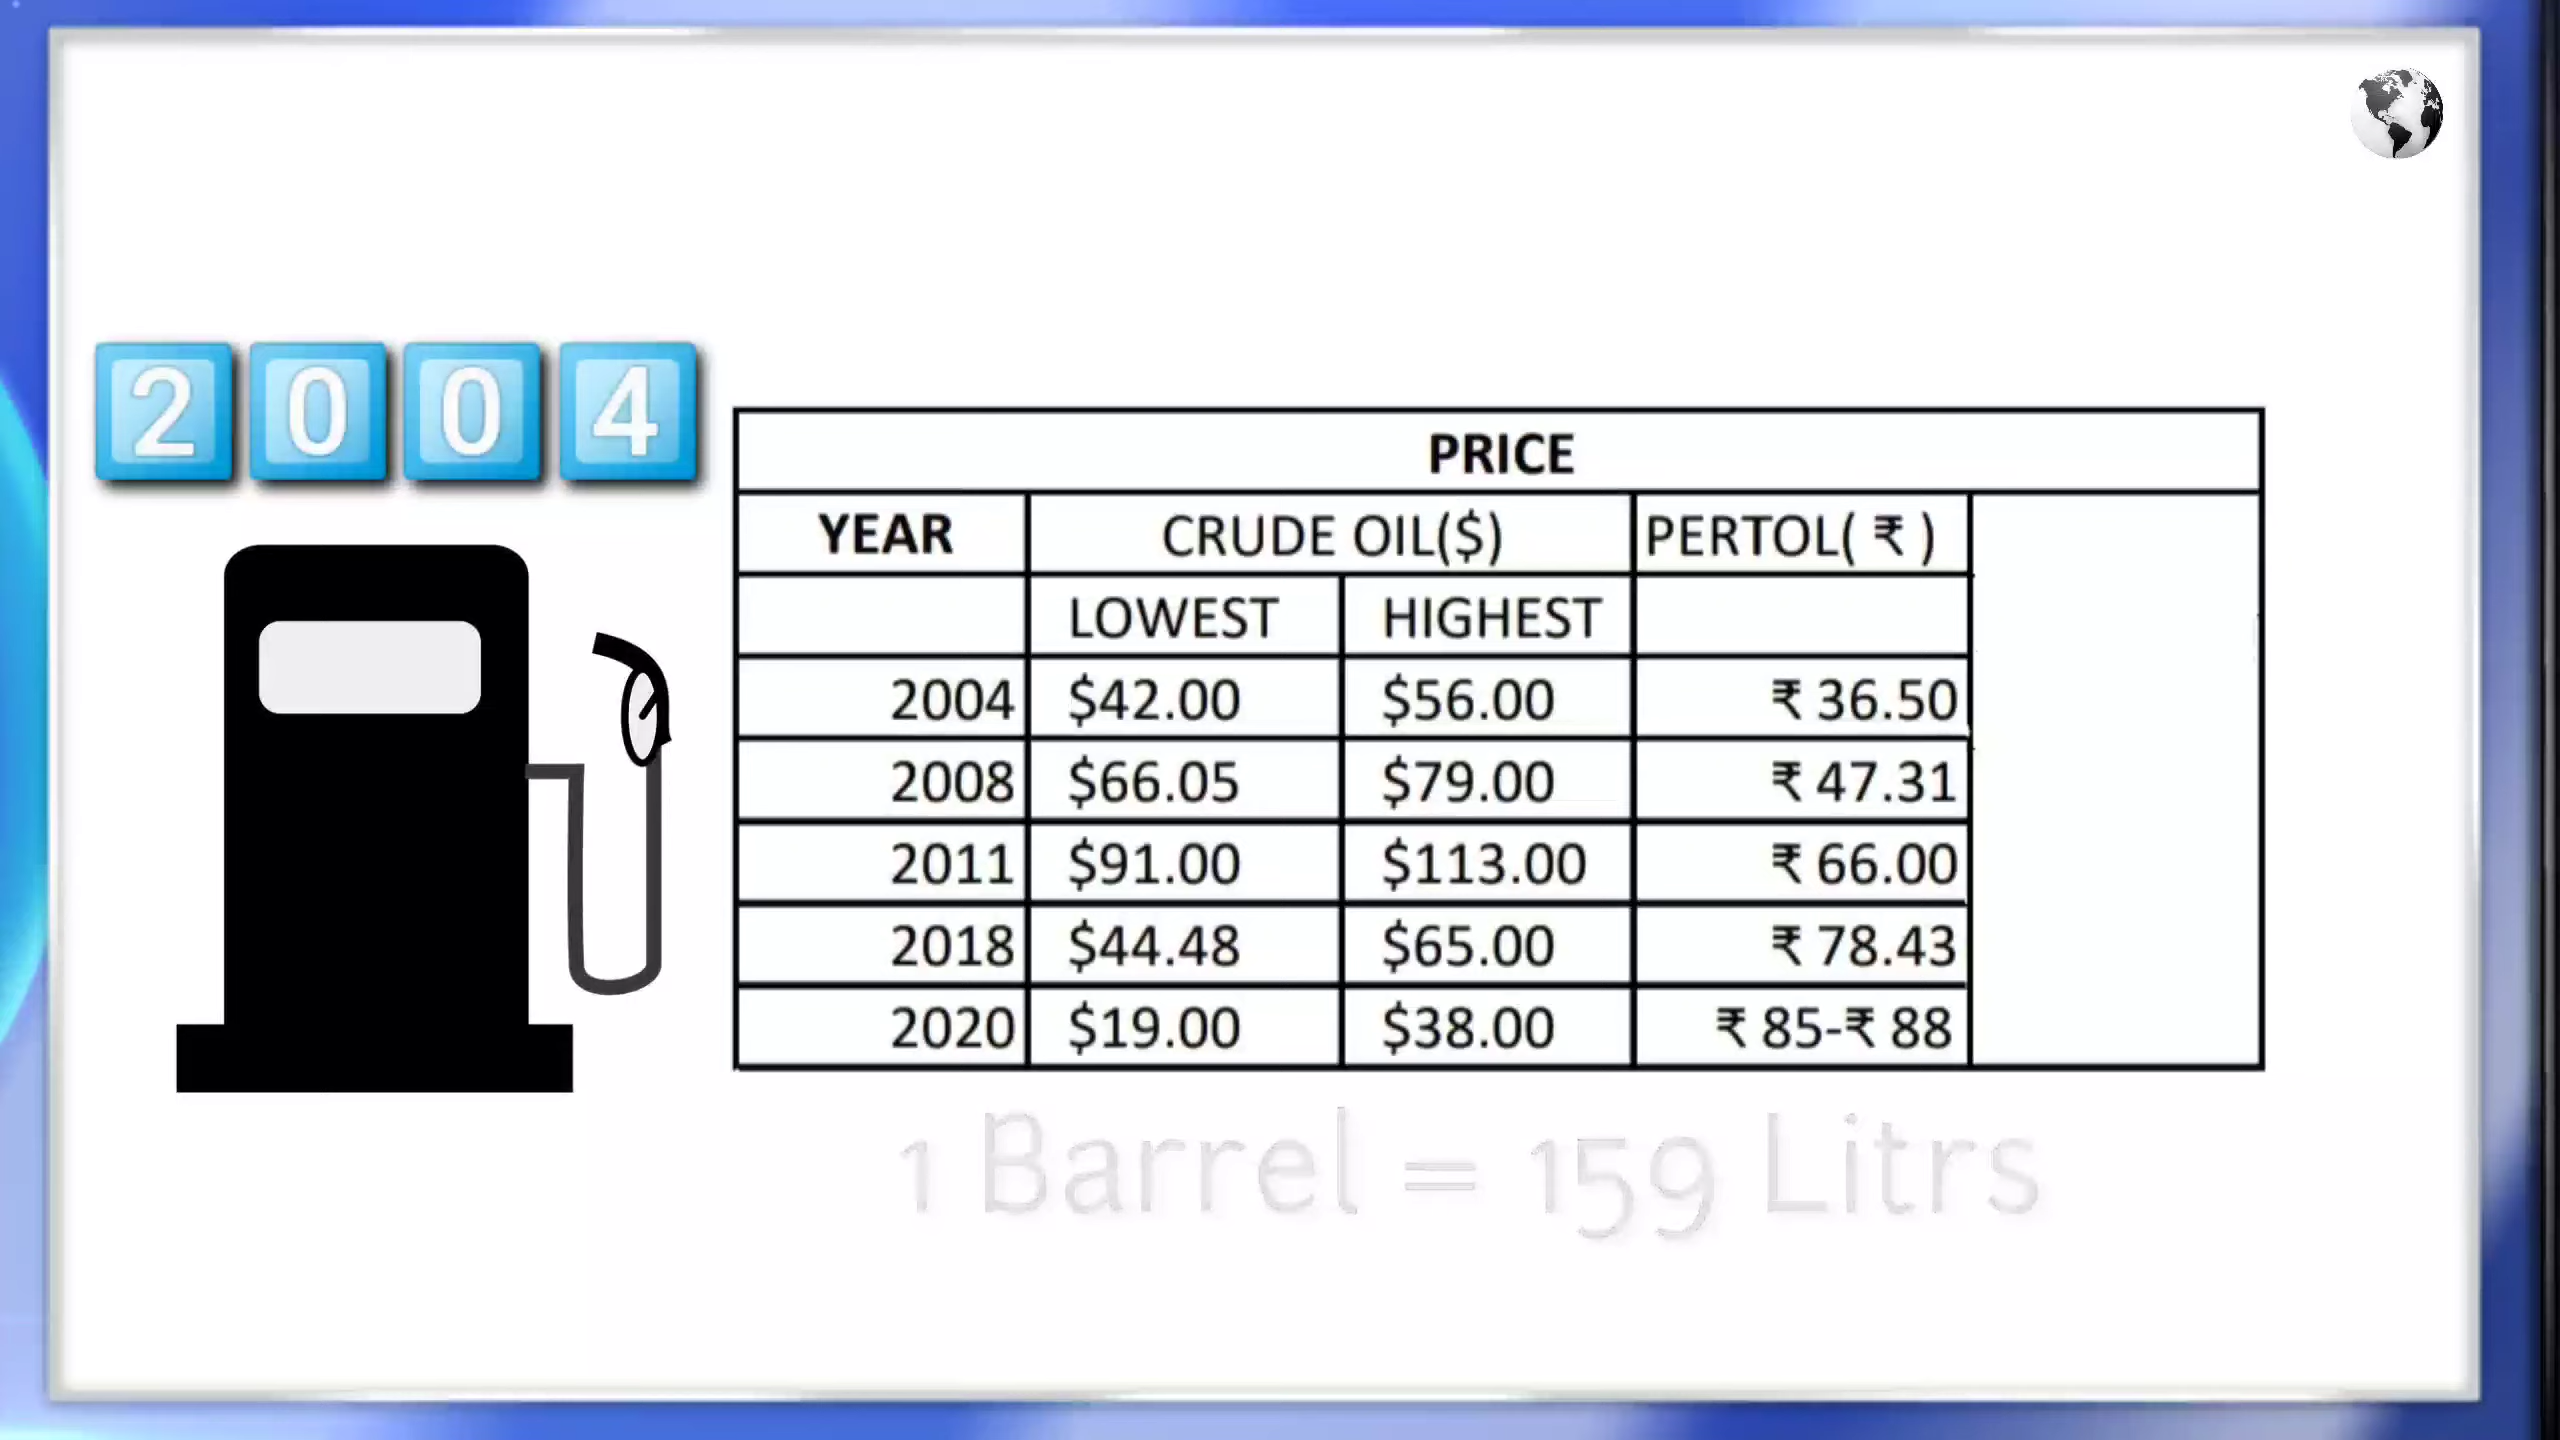 2004
PRICE
YEAR CRUDE OIL($) PERTOL( ₹ )
LOWEST HIGHEST
2004 $42.00 $56.00 ₹ 36.50
2008 $66.05 $79.00 ₹ 47.31
2011 $91.00 $113.00 ₹ 66.00
2018 $44.48 $65.00 ₹ 78.43
2020 $19.00 $38.00 ₹ 85-₹ 88
1 Barrel = 159 Litrs